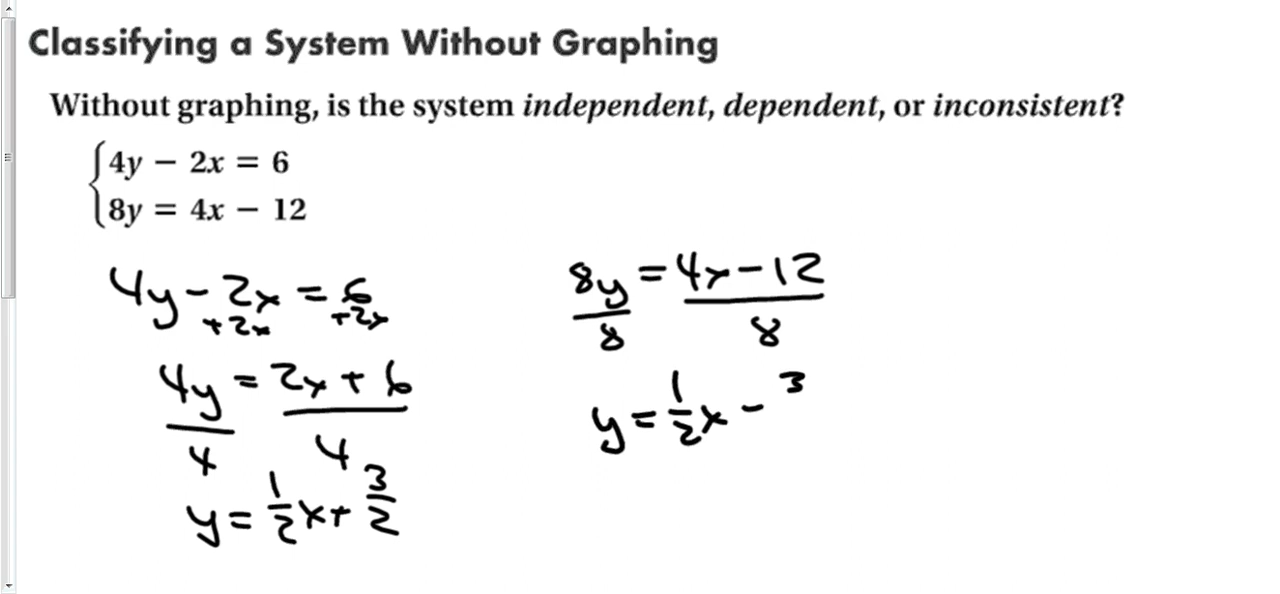 Classifying a System Without Graphing
Without graphing, is the system independent, dependent, or inconsistent?
4y − 2x = 6
8y = 4x − 12
4y - 2x = 6
+2x +2x
4y = 2x + 6
4 4
y = 1/2 x + 3/2
8y = 4x - 12
8 8
y = 1/2 x - 3